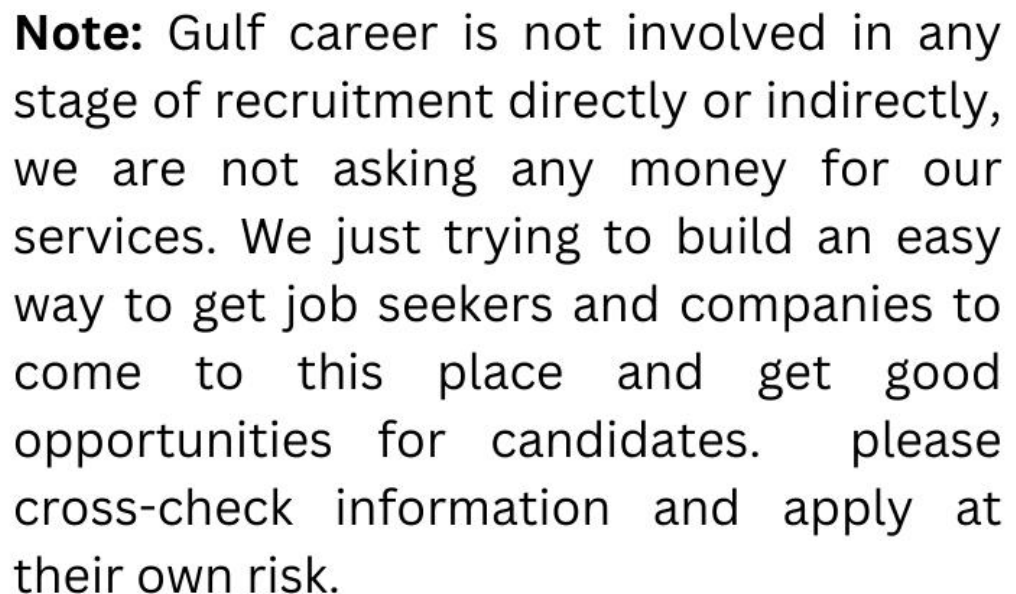 Note: Gulf career is not involved in any
stage of recruitment directly or indirectly,
we are not asking any money for our
services. We just trying to build an easy
way to get job seekers and companies to
come to this place and get good
opportunities for candidates. please
cross-check information and apply at
their own risk.